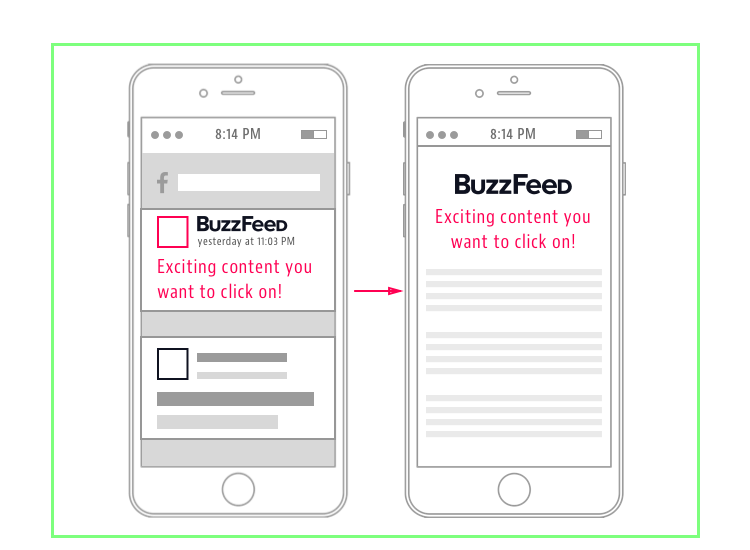 8:14 PM
f
BuzzFeed
yesterday at 11:03 PM
Exciting content you
want to click on!
8:14 PM
BuzzFeed
Exciting content you
want to click on!